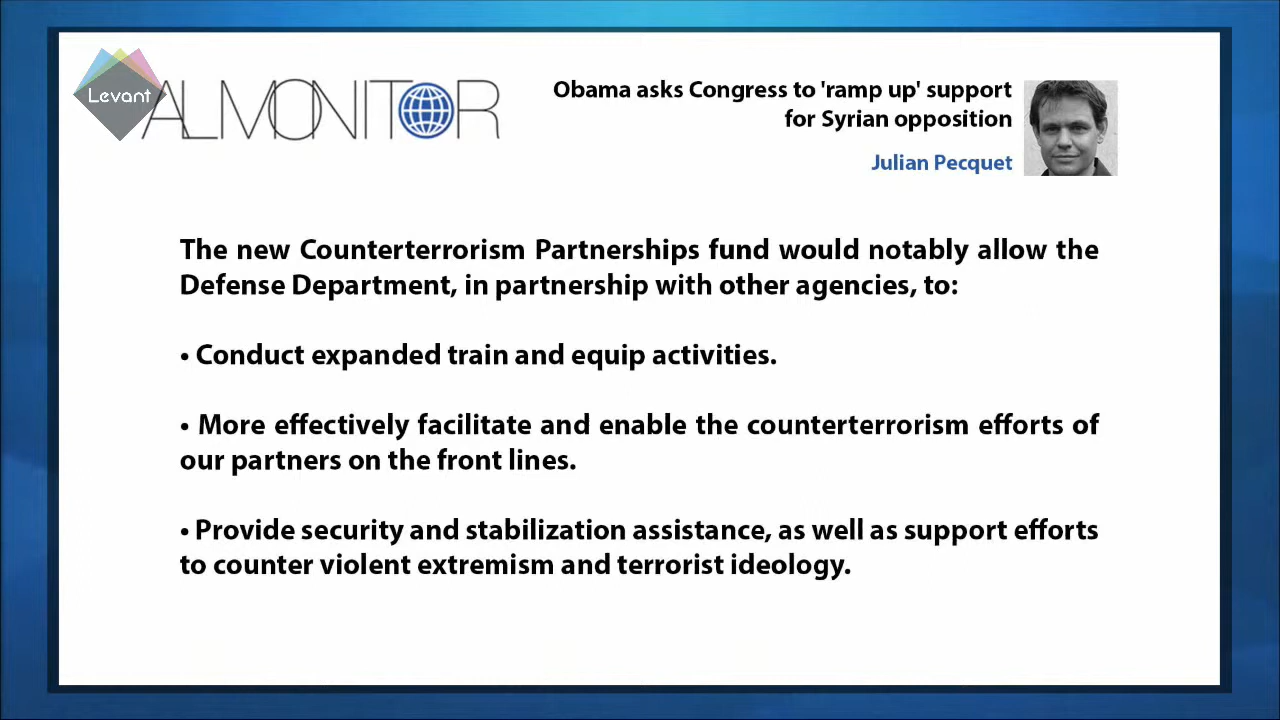 Levant
ALMONITOR
Obama asks Congress to 'ramp up' support
for Syrian opposition
Julian Pecquet
The new Counterterrorism Partnerships fund would notably allow the
Defense Department, in partnership with other agencies, to:
• Conduct expanded train and equip activities.
• More effectively facilitate and enable the counterterrorism efforts of
our partners on the front lines.
• Provide security and stabilization assistance, as well as support efforts
to counter violent extremism and terrorist ideology.